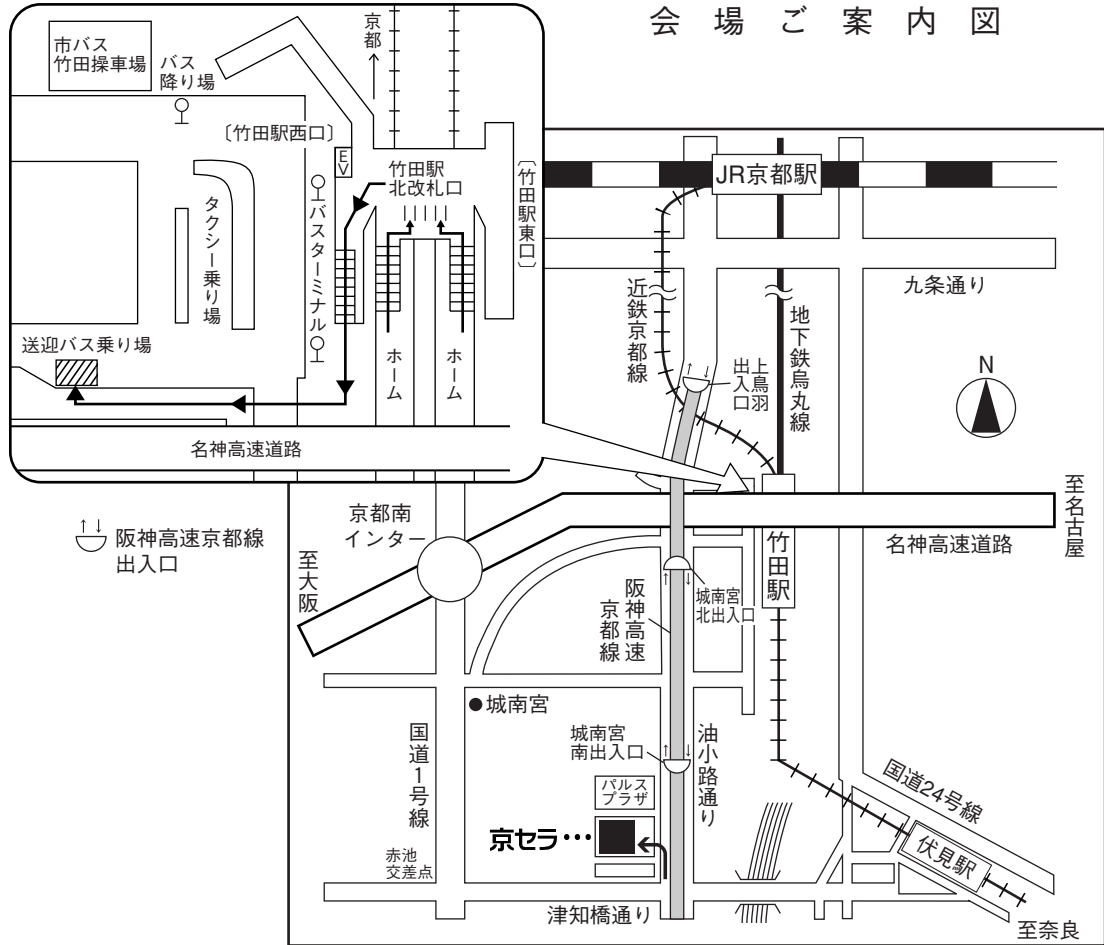 会場ご案内図
市バス
竹田操車場
バス
降り場
京都
〔竹田駅西口〕
EV
竹田駅
北改札口
〔竹田駅東口〕
タクシー乗り場
バスターミナル
送迎バス乗り場
ホーム
ホーム
名神高速道路
JR京都駅
九条通り
近鉄京都線
地下鉄烏丸線
上鳥羽
出入口
N
至名古屋
名神高速道路
竹田駅
京都南
インター
至大阪
阪神高速京都線
出入口
城南宮
北出入口
阪神高速
京都線
城南宮
国道1号線
城南宮
南出入口
油小路通り
パルス
プラザ
京セラ･･･
赤池
交差点
津知橋通り
国道24号線
伏見駅
至奈良